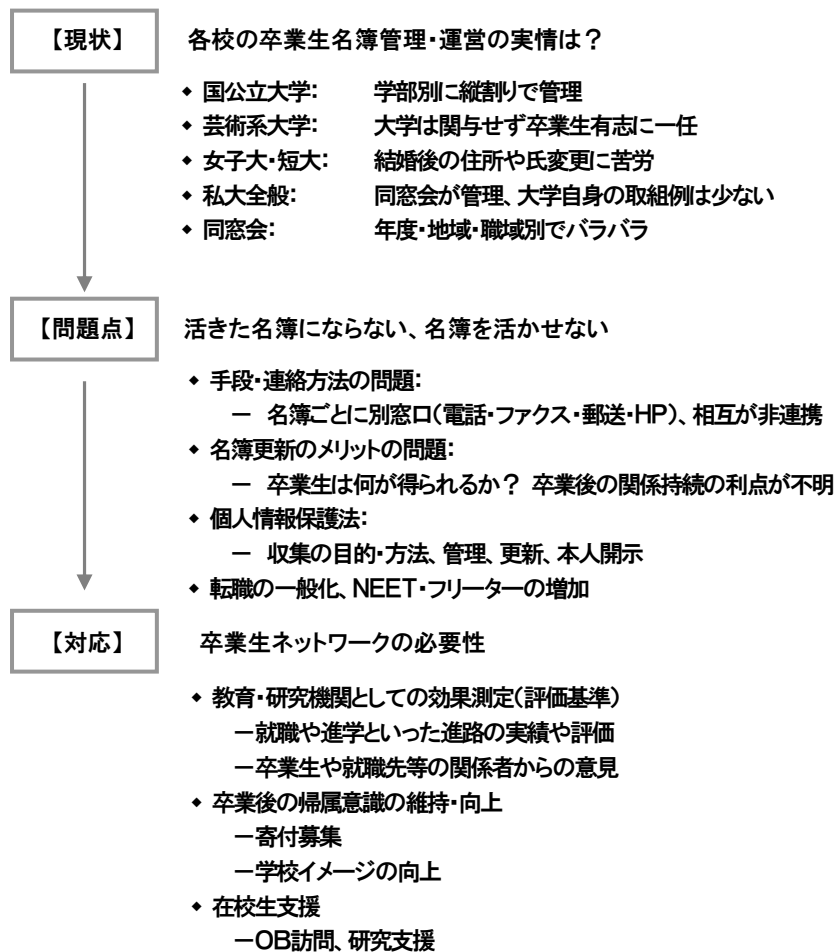 【現状】 各校の卒業生名簿管理・運営の実情は？
◆ 国公立大学： 学部別に縦割りで管理
◆ 芸術系大学： 大学は関与せず卒業生有志に一任
◆ 女子大・短大： 結婚後の住所や氏変更に苦労
◆ 私大全般： 同窓会が管理、大学自身の取組例は少ない
◆ 同窓会： 年度・地域・職域別でバラバラ
【問題点】 活きた名簿にならない、名簿を活かせない
◆ 手段・連絡方法の問題：
－ 名簿ごとに別窓口（電話・ファクス・郵送・HP）、相互が非連携
◆ 名簿更新のメリットの問題：
－ 卒業生は何が得られるか？ 卒業後の関係持続の利点が不明
◆ 個人情報保護法：
－ 収集の目的・方法、管理、更新、本人開示
◆ 転職の一般化、NEET・フリーターの増加
【対応】 卒業生ネットワークの必要性
◆ 教育・研究機関としての効果測定（評価基準）
－就職や進学といった進路の実績や評価
－卒業生や就職先等の関係者からの意見
◆ 卒業後の帰属意識の維持・向上
－寄付募集
－学校イメージの向上
◆ 在校生支援
－OB訪問、研究支援